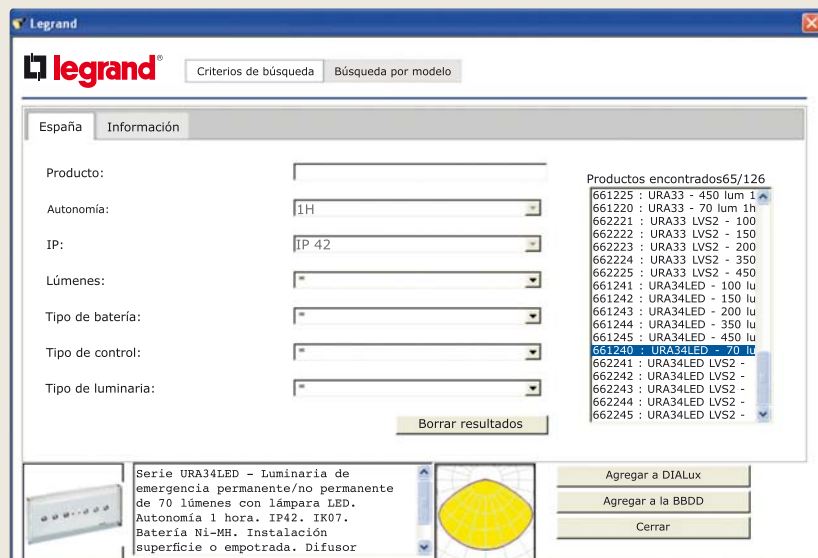 Legrand
legrand®
Criterios de búsqueda
Búsqueda por modelo
España
Información
Producto:
Autonomía:
1H
IP:
IP 42
Lúmenes:
*
Tipo de batería:
*
Tipo de control:
*
Tipo de luminaria:
*
Borrar resultados
Productos encontrados65/126
661225 : URA33 - 450 lum 1
661220 : URA33 - 70 lum 1h
662221 : URA33 LVS2 - 100
662222 : URA33 LVS2 - 150
662223 : URA33 LVS2 - 200
662224 : URA33 LVS2 - 350
662225 : URA33 LVS2 - 450
661241 : URA34LED - 100 lu
661242 : URA34LED - 150 lu
661243 : URA34LED - 200 lu
661244 : URA34LED - 350 lu
661245 : URA34LED - 450 lu
661240 : URA34LED - 70 lu
662241 : URA34LED LVS2 -
662242 : URA34LED LVS2 -
662243 : URA34LED LVS2 -
662244 : URA34LED LVS2 -
662245 : URA34LED LVS2 -
Serie URA34LED – Luminaria de
emergencia permanente/no permanente
de 70 lúmenes con lámpara LED.
Autonomía 1 hora. IP42. IK07.
Batería Ni-MH. Instalación
superficie o empotrada. Difusor
Agregar a DIALux
Agregar a la BBDD
Cerrar